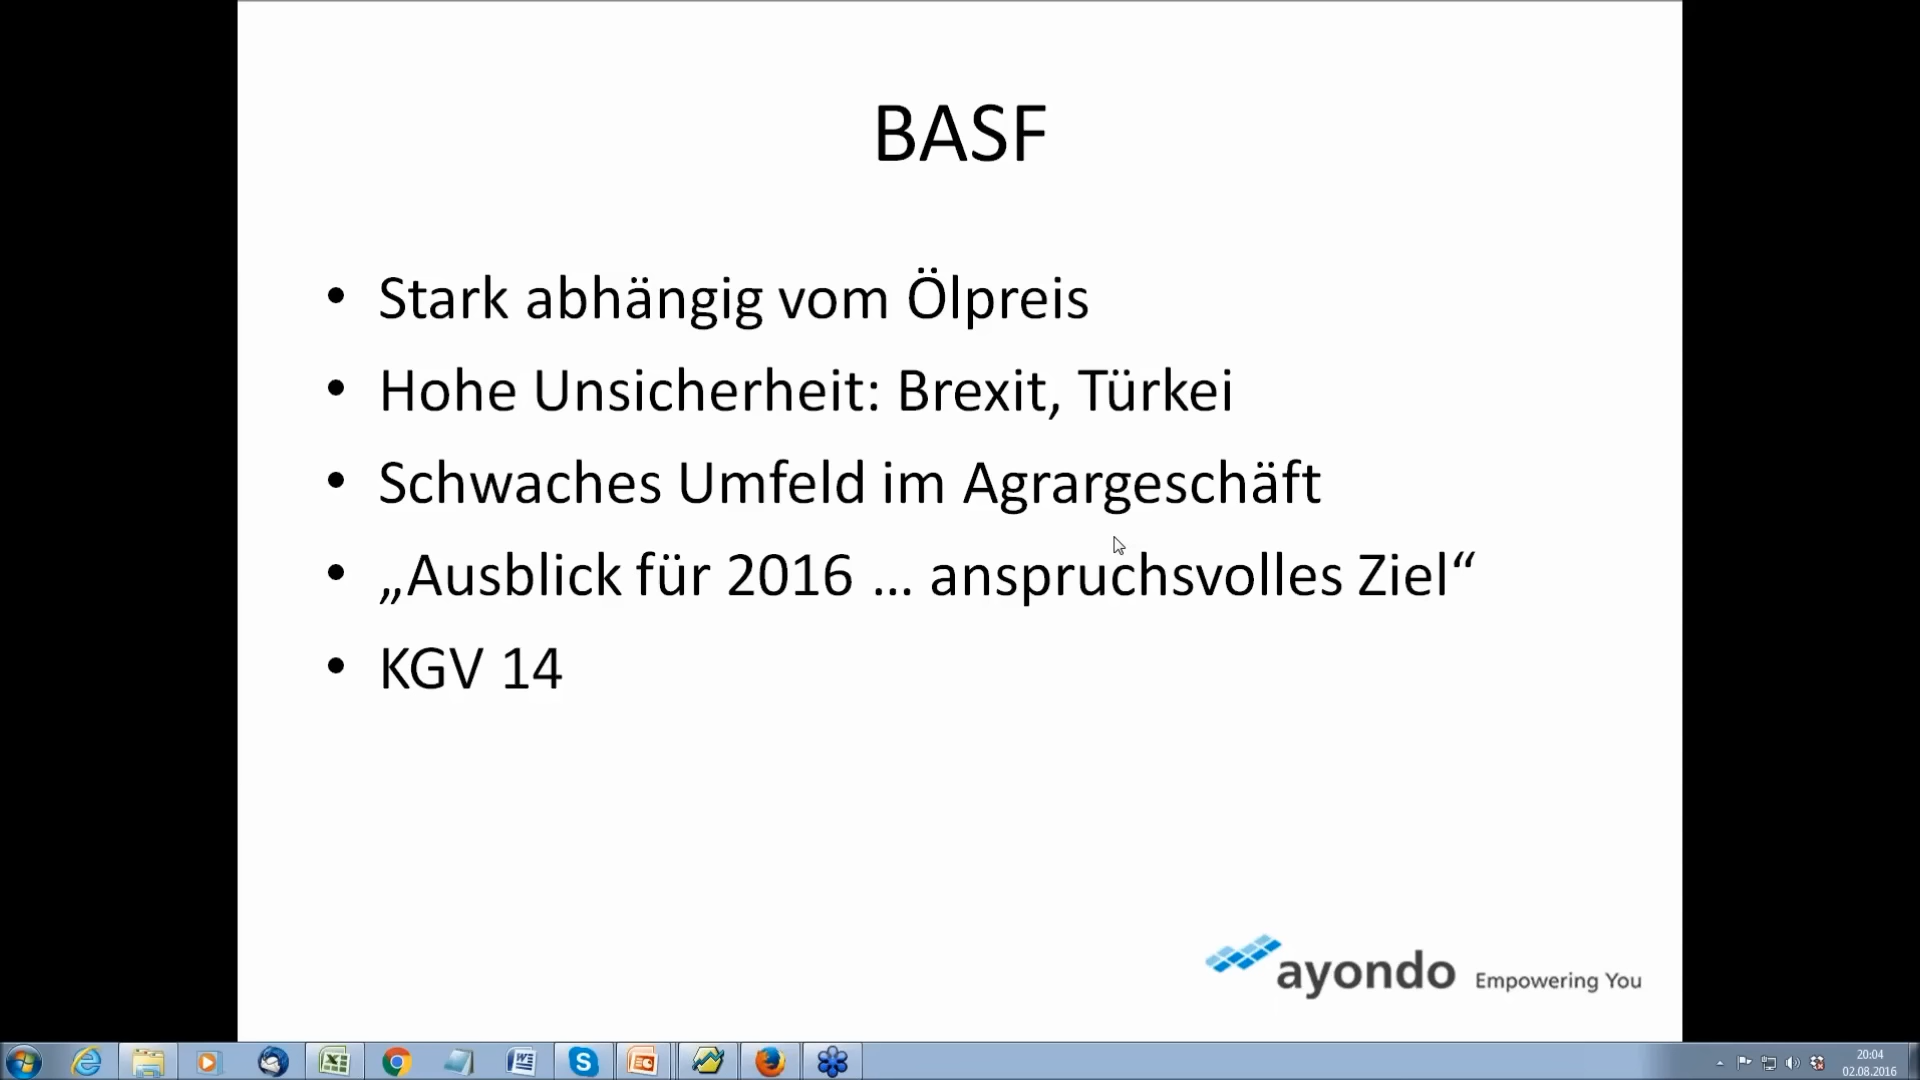 BASF
• Stark abhängig vom Ölpreis
• Hohe Unsicherheit: Brexit, Türkei
• Schwaches Umfeld im Agrargeschäft
• „Ausblick für 2016 … anspruchsvolles Ziel“
• KGV 14
ayondo Empowering You
20:04
02.08.2016